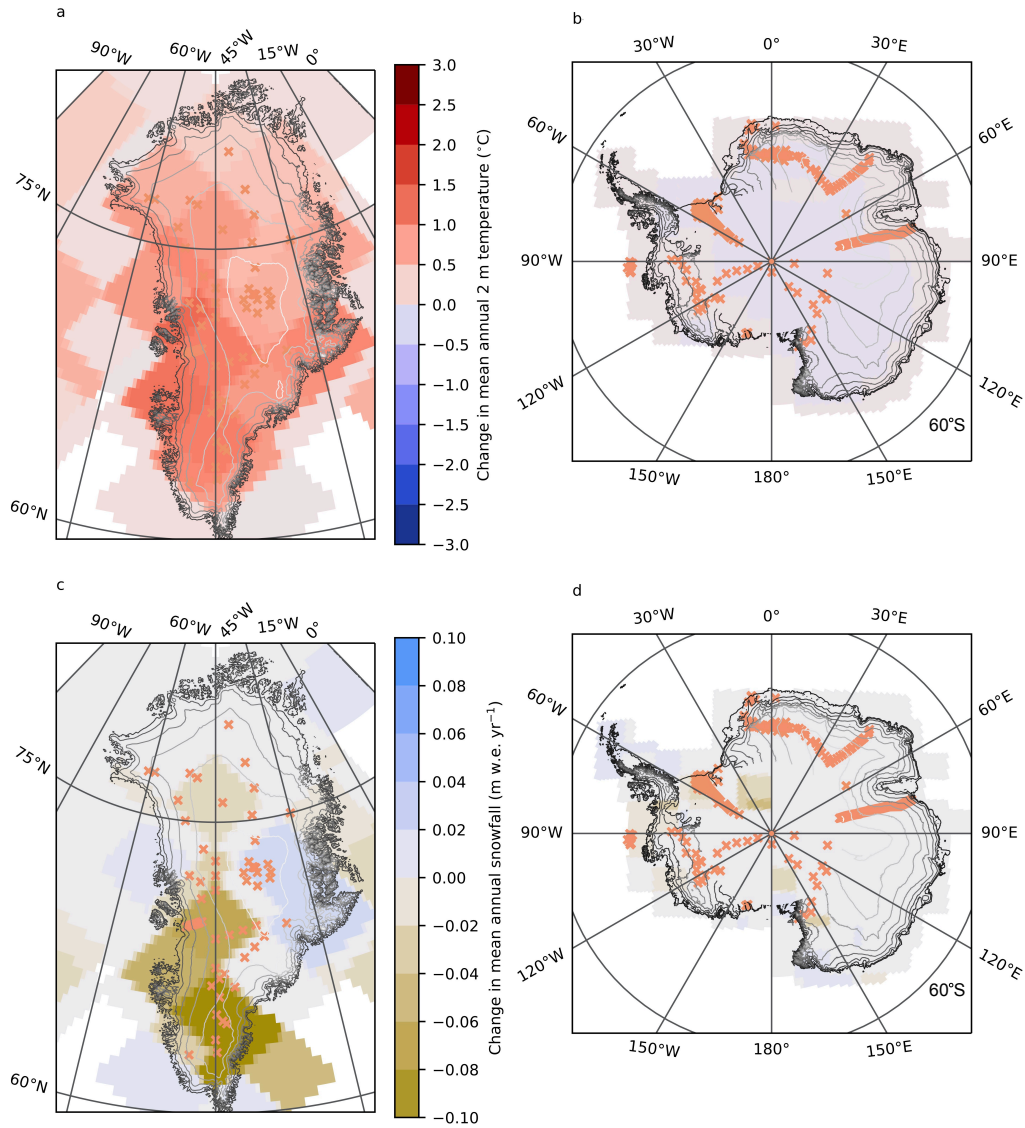 a
90°W
60°W
45°W
15°W
0°
75°N
60°N
3.0
2.5
2.0
1.5
1.0
0.5
0.0
−0.5
−1.0
−1.5
−2.0
−2.5
−3.0
Change in mean annual 2 m temperature (°C)
b
30°W
0°
30°E
60°W
60°E
90°W
90°E
120°W
120°E
60°S
150°W
180°
150°E
c
90°W
60°W
45°W
15°W
0°
75°N
60°N
0.10
0.08
0.06
0.04
0.02
0.00
−0.02
−0.04
−0.06
−0.08
−0.10
Change in mean annual snowfall (m w.e. yr⁻¹)
d
30°W
0°
30°E
60°W
60°E
90°W
90°E
120°W
120°E
60°S
150°W
180°
150°E